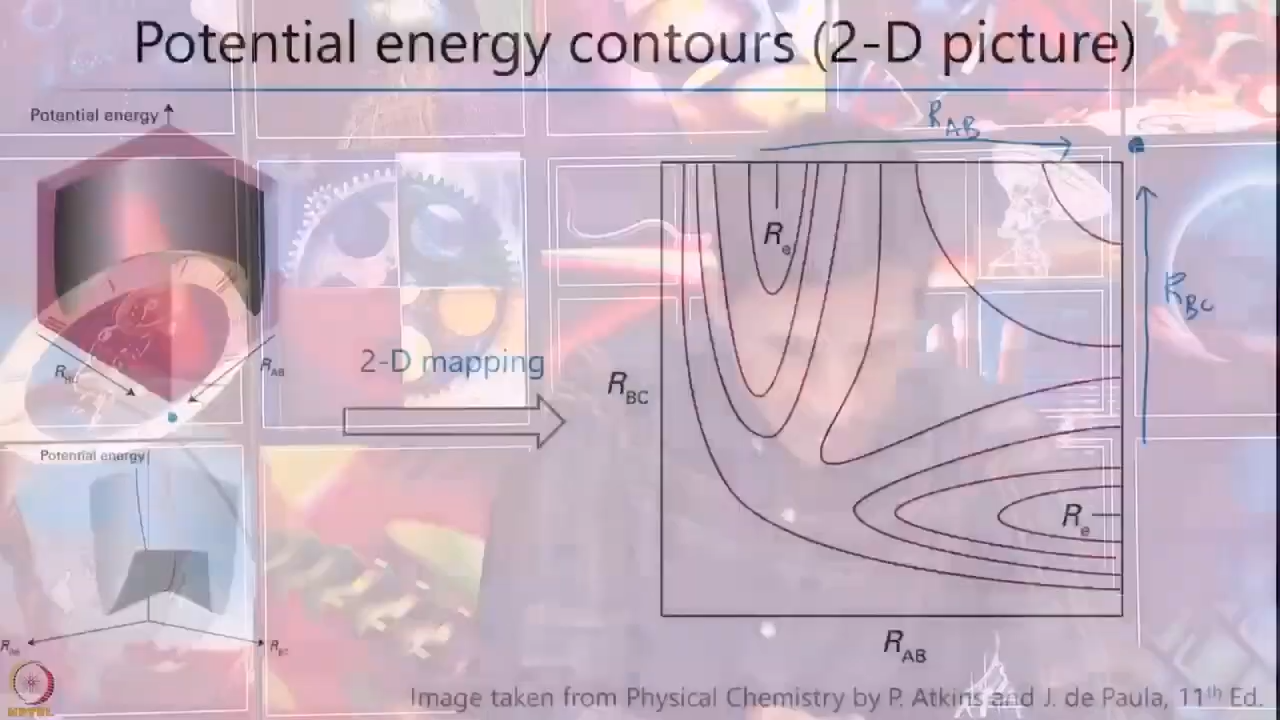 Potential energy contours (2-D picture)
Potential energy
R_AB
R_e
R_BC
R_AB
2-D mapping
R_BC
Potential energy
R_e
R_BC
R_AB
Image taken from Physical Chemistry by P. Atkins and J. de Paula, 11th Ed.
NPTEL